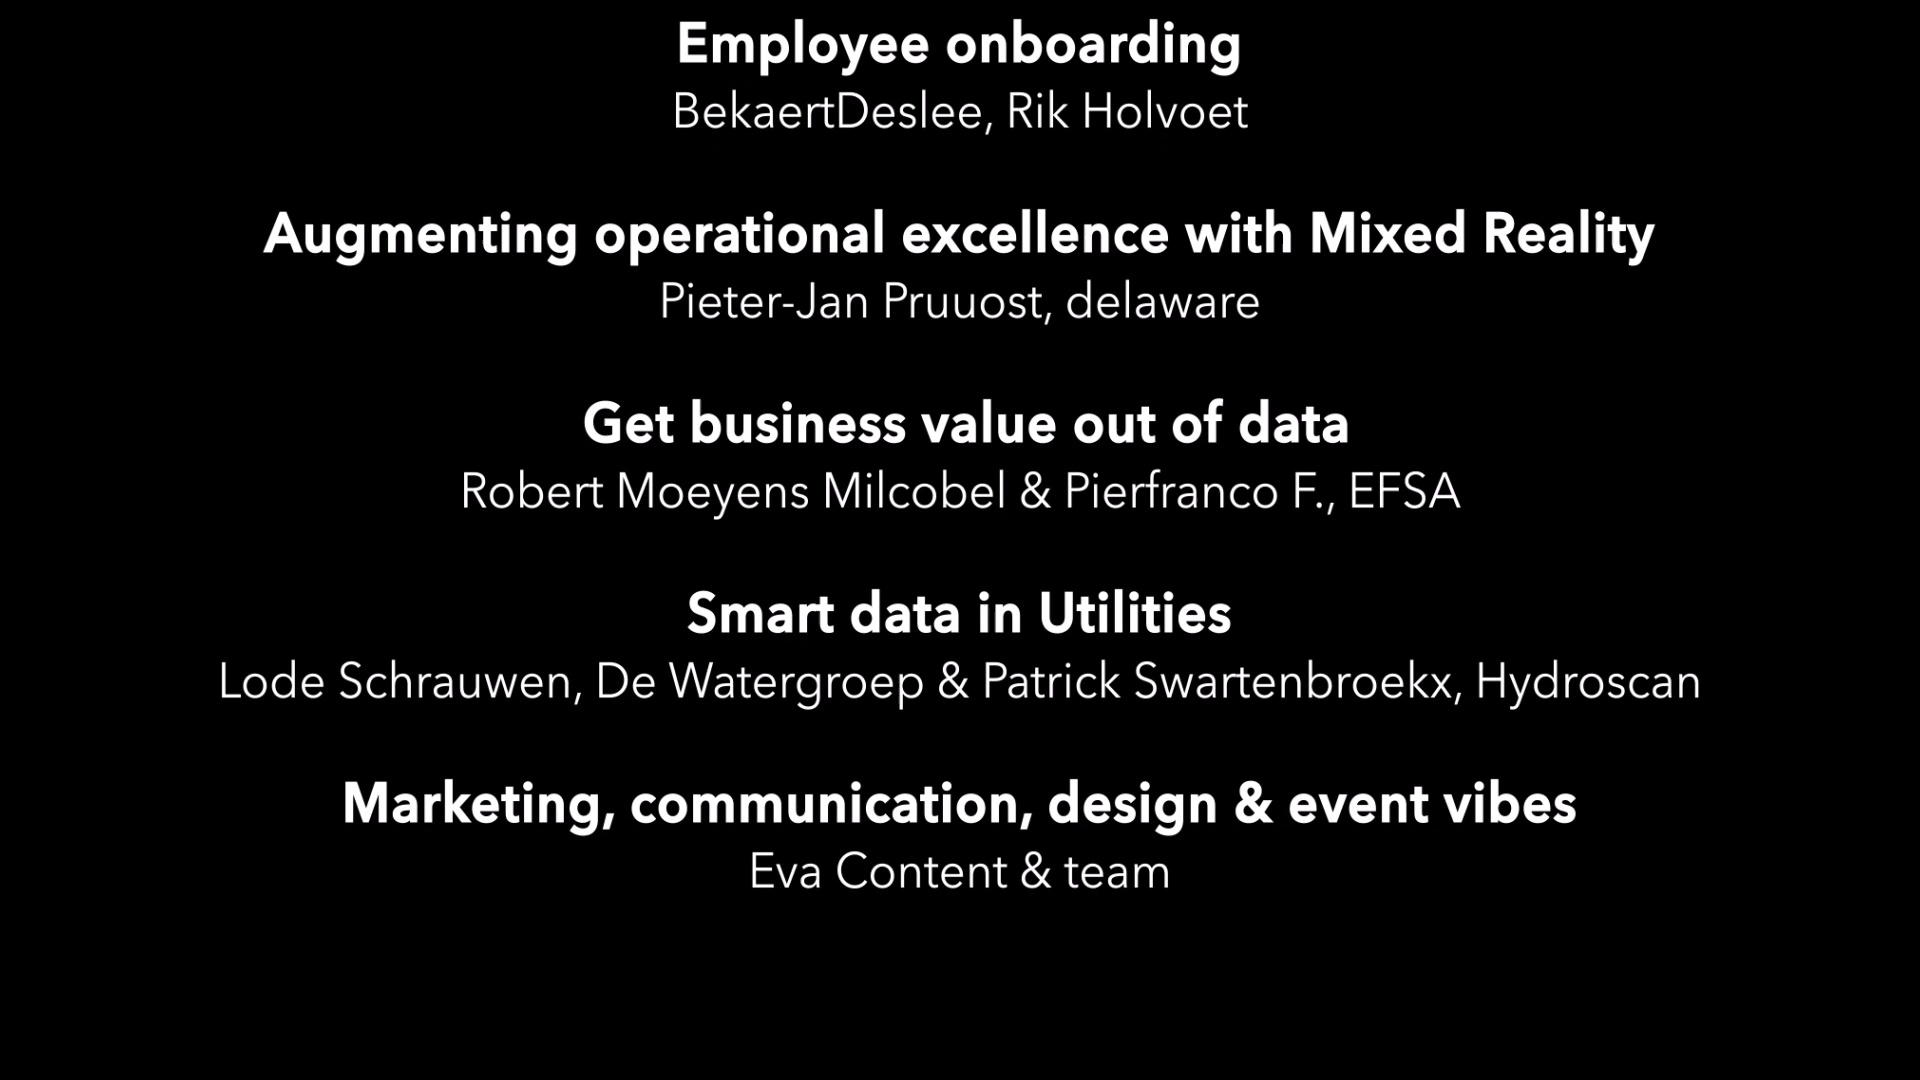 Employee onboarding
BekaertDeslee, Rik Holvoet
Augmenting operational excellence with Mixed Reality
Pieter-Jan Pruuost, delaware
Get business value out of data
Robert Moeyens Milcobel & Pierfranco F., EFSA
Smart data in Utilities
Lode Schrauwen, De Watergroep & Patrick Swartenbroekx, Hydroscan
Marketing, communication, design & event vibes
Eva Content & team